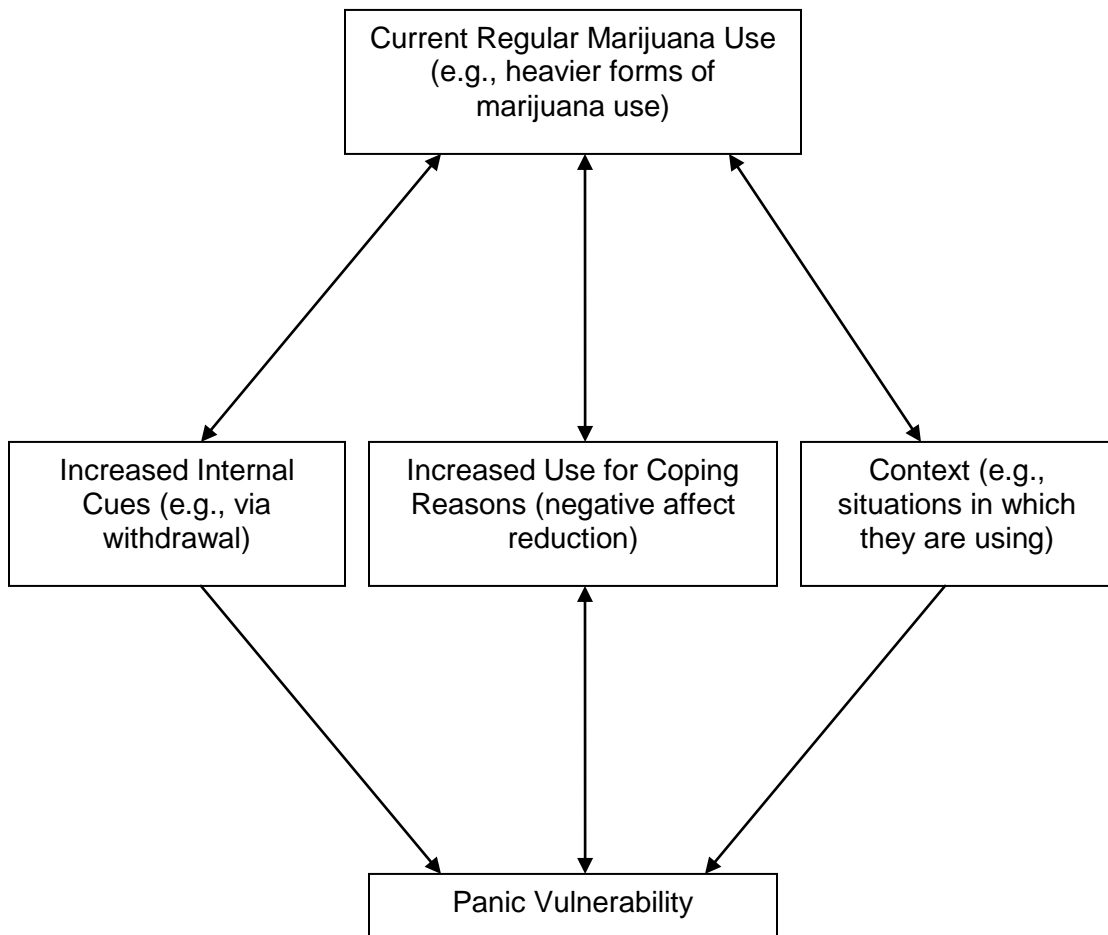 Current Regular Marijuana Use
(e.g., heavier forms of
marijuana use)
Increased Internal
Cues (e.g., via
withdrawal)
Increased Use for Coping
Reasons (negative affect
reduction)
Context (e.g.,
situations in which
they are using)
Panic Vulnerability